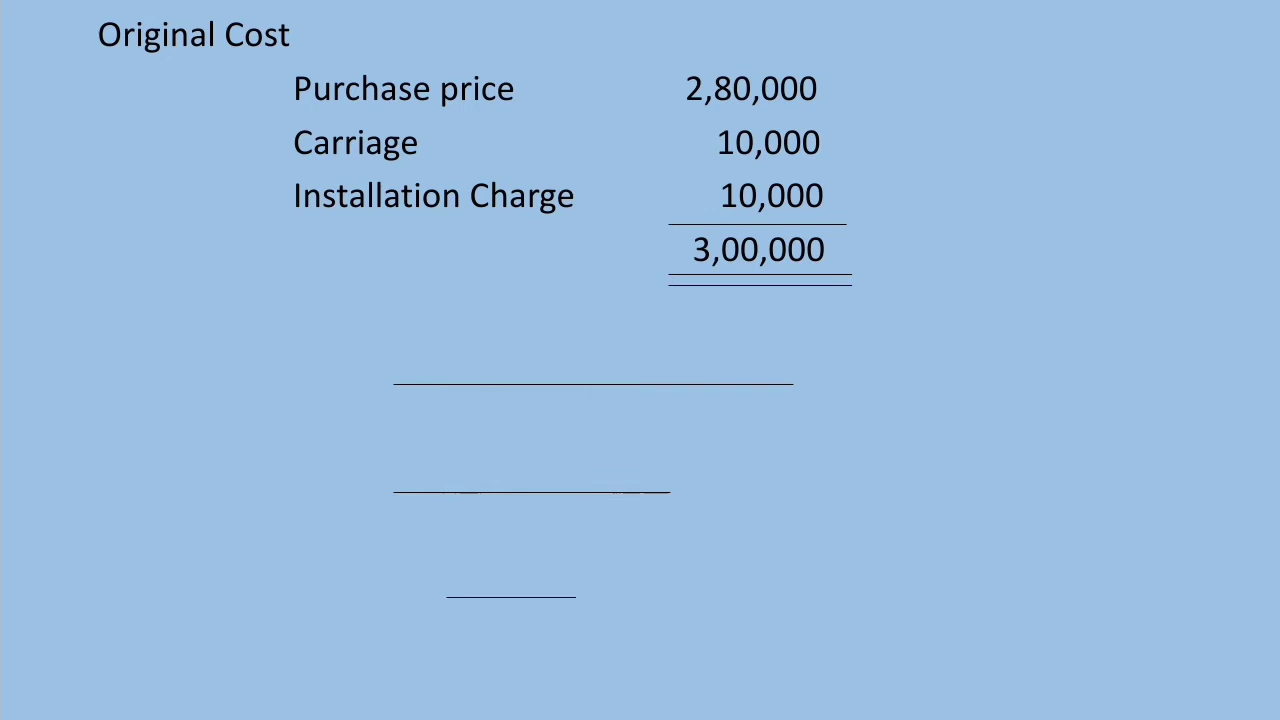 Original Cost
Purchase price 2,80,000
Carriage 10,000
Installation Charge 10,000
3,00,000